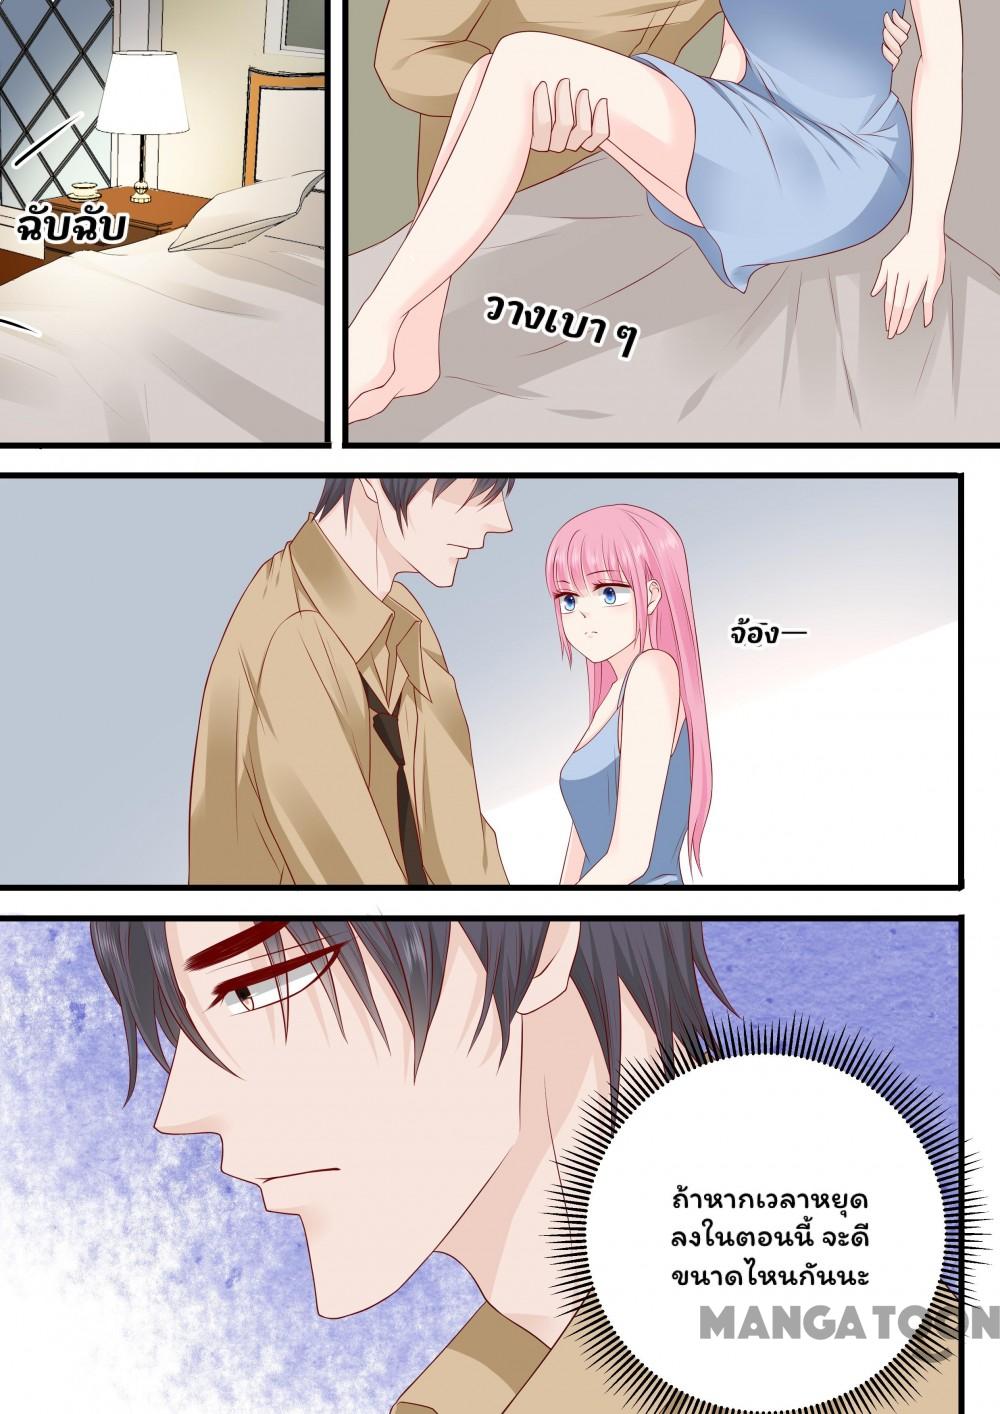 ฉับฉับ
วางเบา ๆ
จ้อง—
ถ้าหากเวลาหยุด
ลงในตอนนี้ จะดี
ขนาดไหนกันนะ
MANGATOON